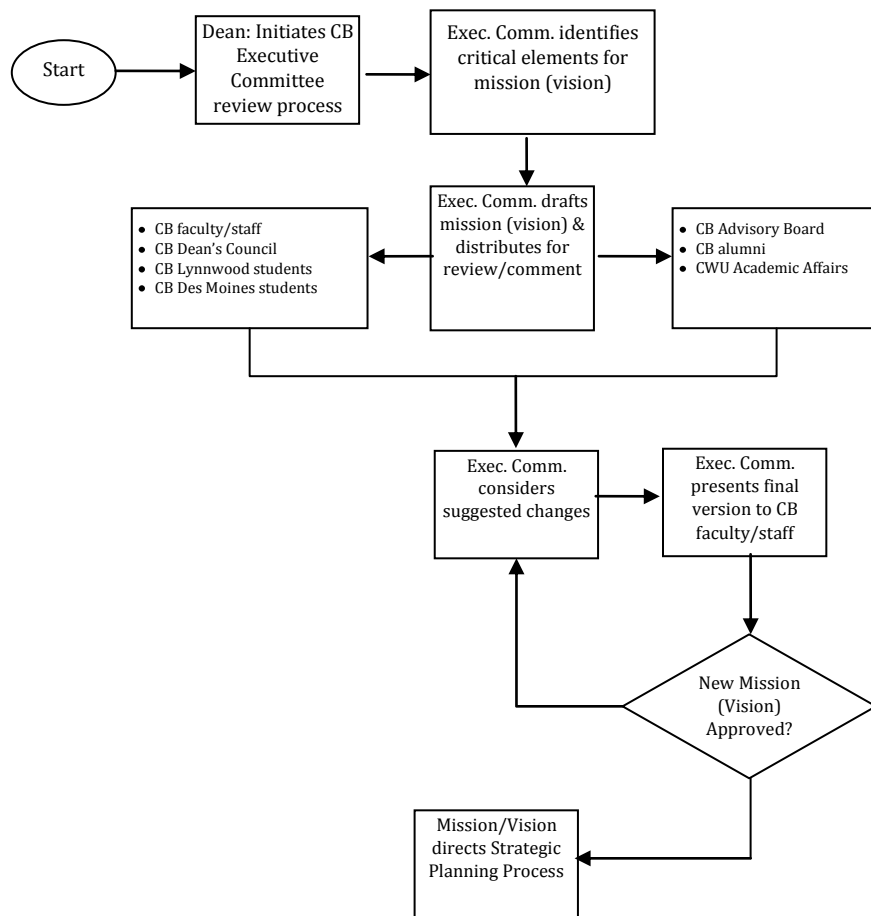 Start
Dean: Initiates CB
Executive
Committee
review process
Exec. Comm. identifies
critical elements for
mission (vision)
• CB faculty/staff
• CB Dean’s Council
• CB Lynnwood students
• CB Des Moines students
Exec. Comm. drafts
mission (vision) &
distributes for
review/comment
• CB Advisory Board
• CB alumni
• CWU Academic Affairs
Exec. Comm.
considers
suggested changes
Exec. Comm.
presents final
version to CB
faculty/staff
New Mission
(Vision)
Approved?
Mission/Vision
directs Strategic
Planning Process